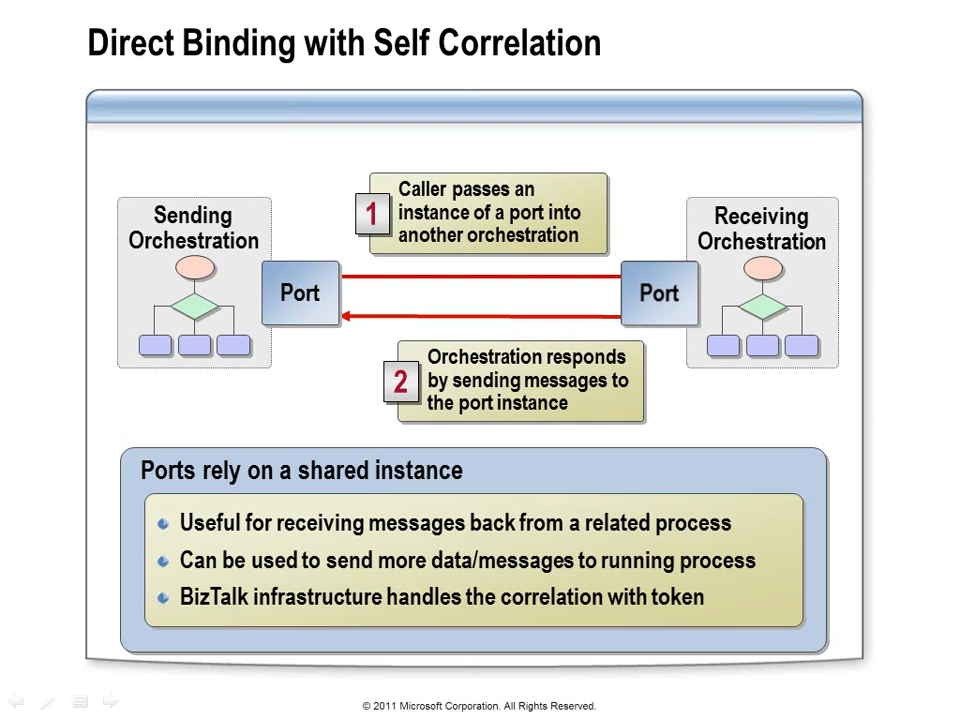 Direct Binding with Self Correlation
Caller passes an
1
instance of a port into
another orchestration
Sending
Orchestration
Receiving
Orchestration
Port
Port
Orchestration responds
2
by sending messages to
the port instance
Ports rely on a shared instance
Useful for receiving messages back from a related process
Can be used to send more data/messages to running process
BizTalk infrastructure handles the correlation with token
© 2011 Microsoft Corporation. All Rights Reserved.